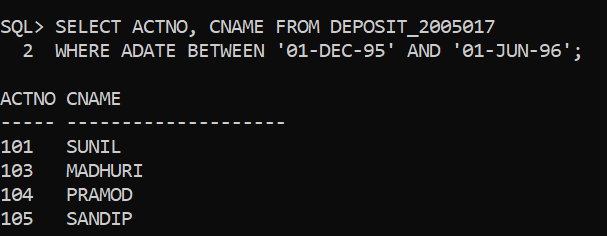 SQL> SELECT ACTNO, CNAME FROM DEPOSIT_2005017
  2  WHERE ADATE BETWEEN '01-DEC-95' AND '01-JUN-96';

ACTNO CNAME
----- --------------------
101   SUNIL
103   MADHURI
104   PRAMOD
105   SANDIP